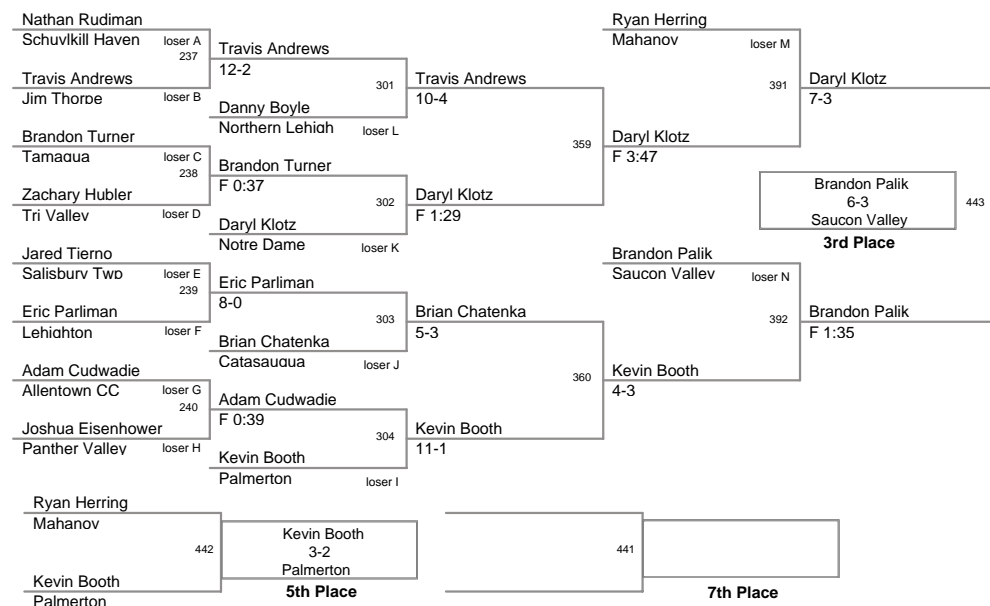 Nathan Rudiman
Schuylkill Haven
loser A
237
Travis Andrews
Jim Thorpe
loser B
Brandon Turner
Tamaqua
loser C
238
Zachary Hubler
Tri Valley
loser D
Jared Tierno
Salisbury Twp
loser E
239
Eric Parliman
Lehighton
loser F
Adam Cudwadie
Allentown CC
loser G
240
Joshua Eisenhower
Panther Valley
loser H
Travis Andrews
12-2
301
Danny Boyle
Northern Lehigh
loser L
Brandon Turner
F 0:37
302
Daryl Klotz
Notre Dame
loser K
Eric Parliman
8-0
303
Brian Chatenka
Catasauqua
loser J
Adam Cudwadie
F 0:39
304
Kevin Booth
Palmerton
loser I
Travis Andrews
10-4
359
Daryl Klotz
F 1:29
Brian Chatenka
5-3
360
Kevin Booth
11-1
Ryan Herring
Mahanoy
loser M
391
Daryl Klotz
F 3:47
Brandon Palik
Saucon Valley
loser N
392
Kevin Booth
4-3
Daryl Klotz
7-3
Brandon Palik
6-3
Saucon Valley
443
3rd Place
Brandon Palik
F 1:35
Ryan Herring
Mahanoy
442
Kevin Booth
Palmerton
Kevin Booth
3-2
Palmerton
5th Place
441
7th Place